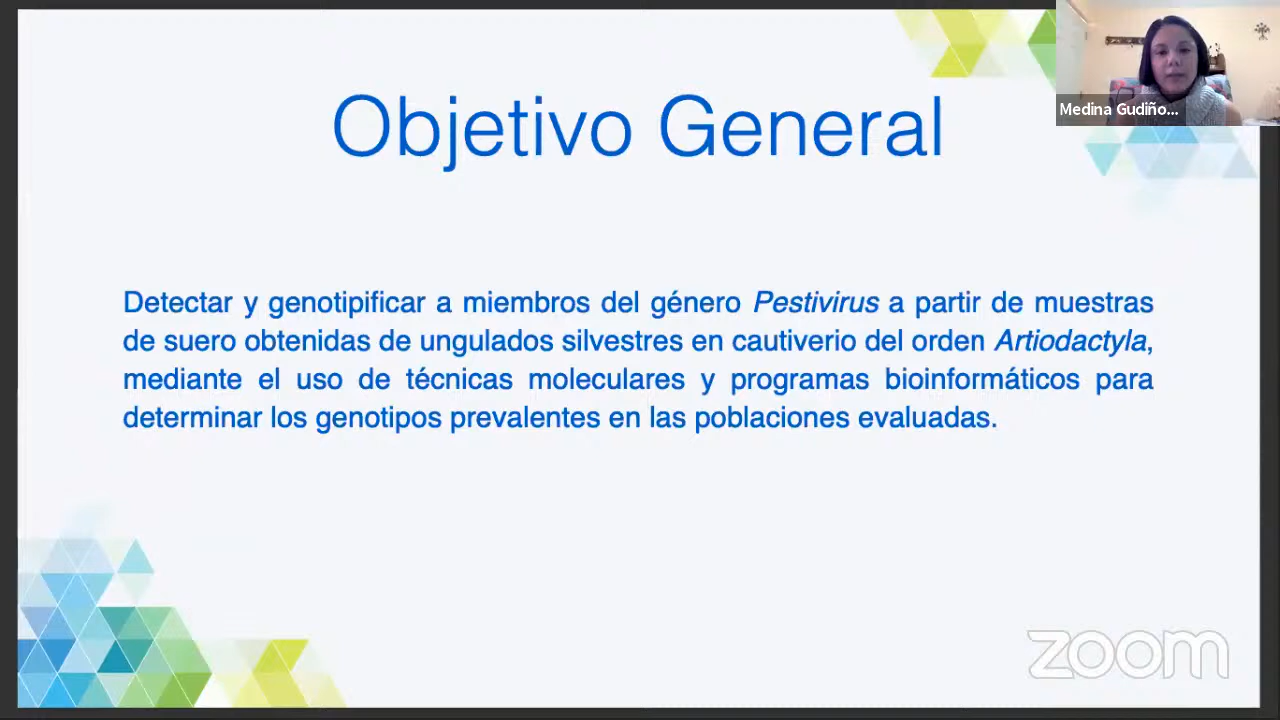 Objetivo General
Medina Gudiño...
Detectar y genotipificar a miembros del género Pestivirus a partir de muestras
de suero obtenidas de ungulados silvestres en cautiverio del orden Artiodactyla,
mediante el uso de técnicas moleculares y programas bioinformáticos para
determinar los genotipos prevalentes en las poblaciones evaluadas.
zoom